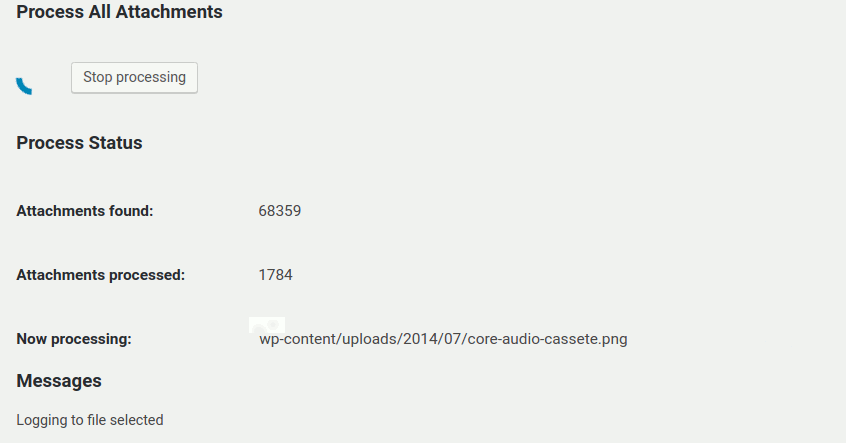 Process All Attachments
Stop processing
Process Status
Attachments found: 68359
Attachments processed: 1784
Now processing: wp-content/uploads/2014/07/core-audio-cassete.png
Messages
Logging to file selected